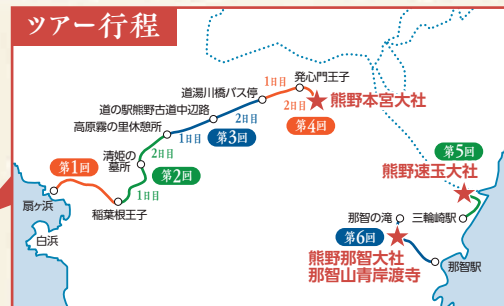 ツアー行程
発心門王子
1日目
道湯川橋バス停
2日目
熊野本宮大社
道の駅熊野古道中辺路
2日目
第4回
高原霧の里休憩所
1日目
第3回
清姫の
墓所
2日目
第1回
第2回
第5回
熊野速玉大社
1日目
扇ヶ浜
稲葉根王子
那智の滝
三輪崎駅
白浜
第6回
熊野那智大社
那智山青岸渡寺
那智駅